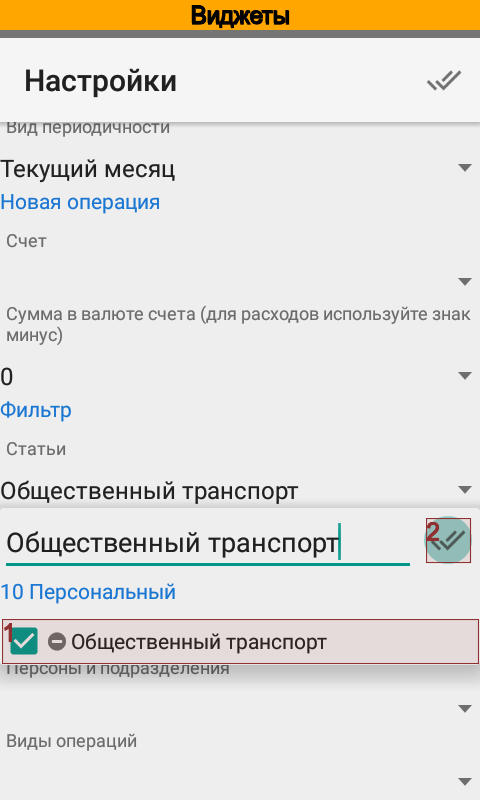 Виджеты
Настройки
Вид периодичности
Текущий месяц
Новая операция
Счет
Сумма в валюте счета (для расходов используйте знак
минус)
0
Фильтр
Статьи
Общественный транспорт
Общественный транспорт
2
10 Персональный
1
Общественный транспорт
Персоны и подразделения
Виды операций